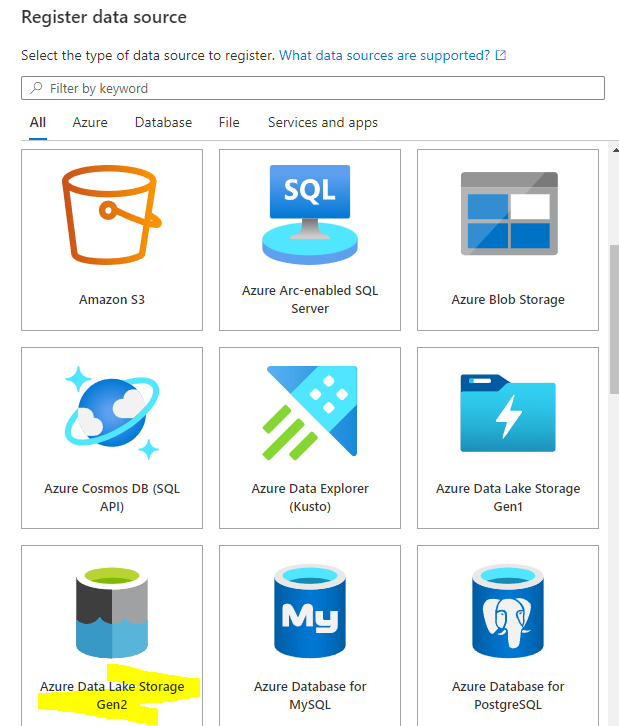 Register data source
Select the type of data source to register. What data sources are supported?
Filter by keyword
All Azure Database File Services and apps
SQL
Amazon S3
Azure Arc-enabled SQL
Server
Azure Blob Storage
Azure Cosmos DB (SQL
API)
Azure Data Explorer
(Kusto)
Azure Data Lake Storage
Gen1
My
Azure Data Lake Storage
Gen2
Azure Database for
MySQL
Azure Database for
PostgreSQL